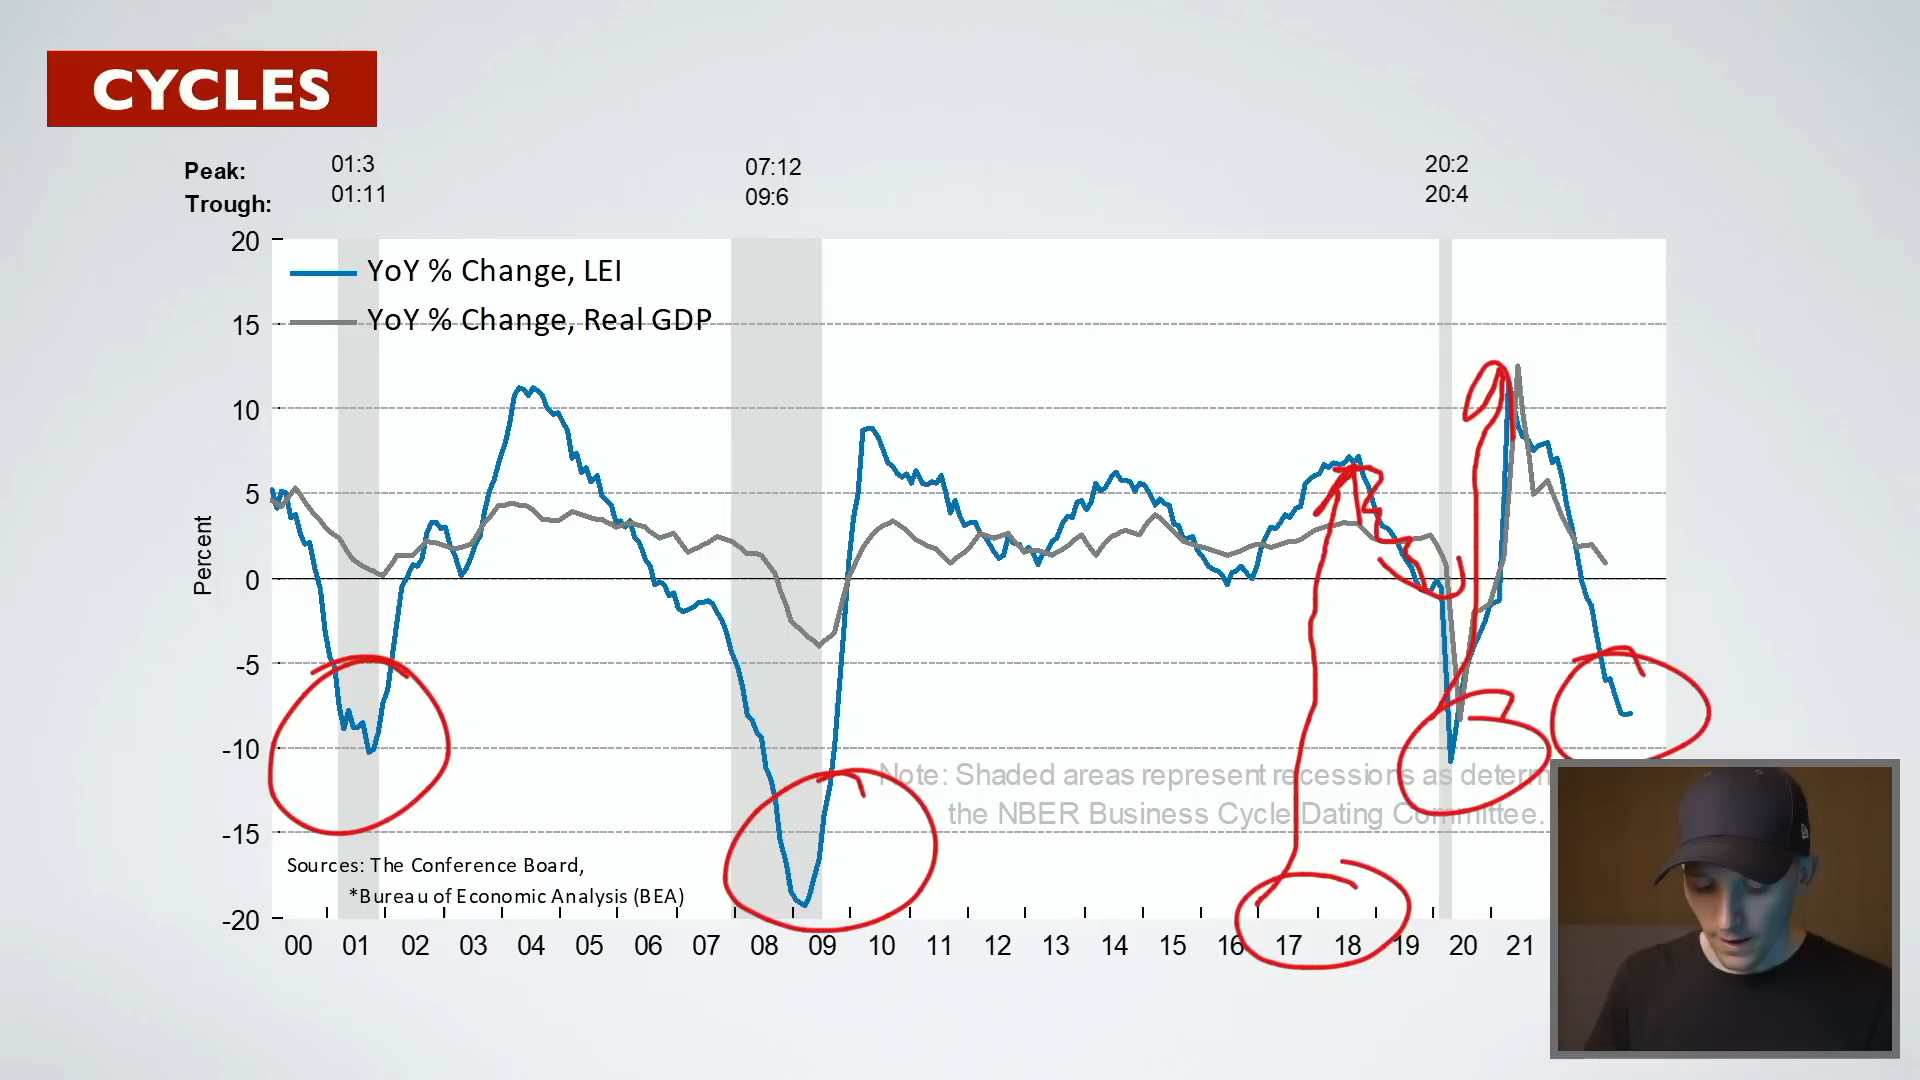 CYCLES
Peak: 01:3 07:12 20:2
Trough: 01:11 09:6 20:4
20
YoY % Change, LEI
15 YoY % Change, Real GDP
10
5
Percent
0
-5
-10
Note: Shaded areas represent recessions as determ
the NBER Business Cycle Dating Committee.
-15
Sources: The Conference Board,
*Bureau of Economic Analysis (BEA)
-20
00 01 02 03 04 05 06 07 08 09 10 11 12 13 14 15 16 17 18 19 20 21